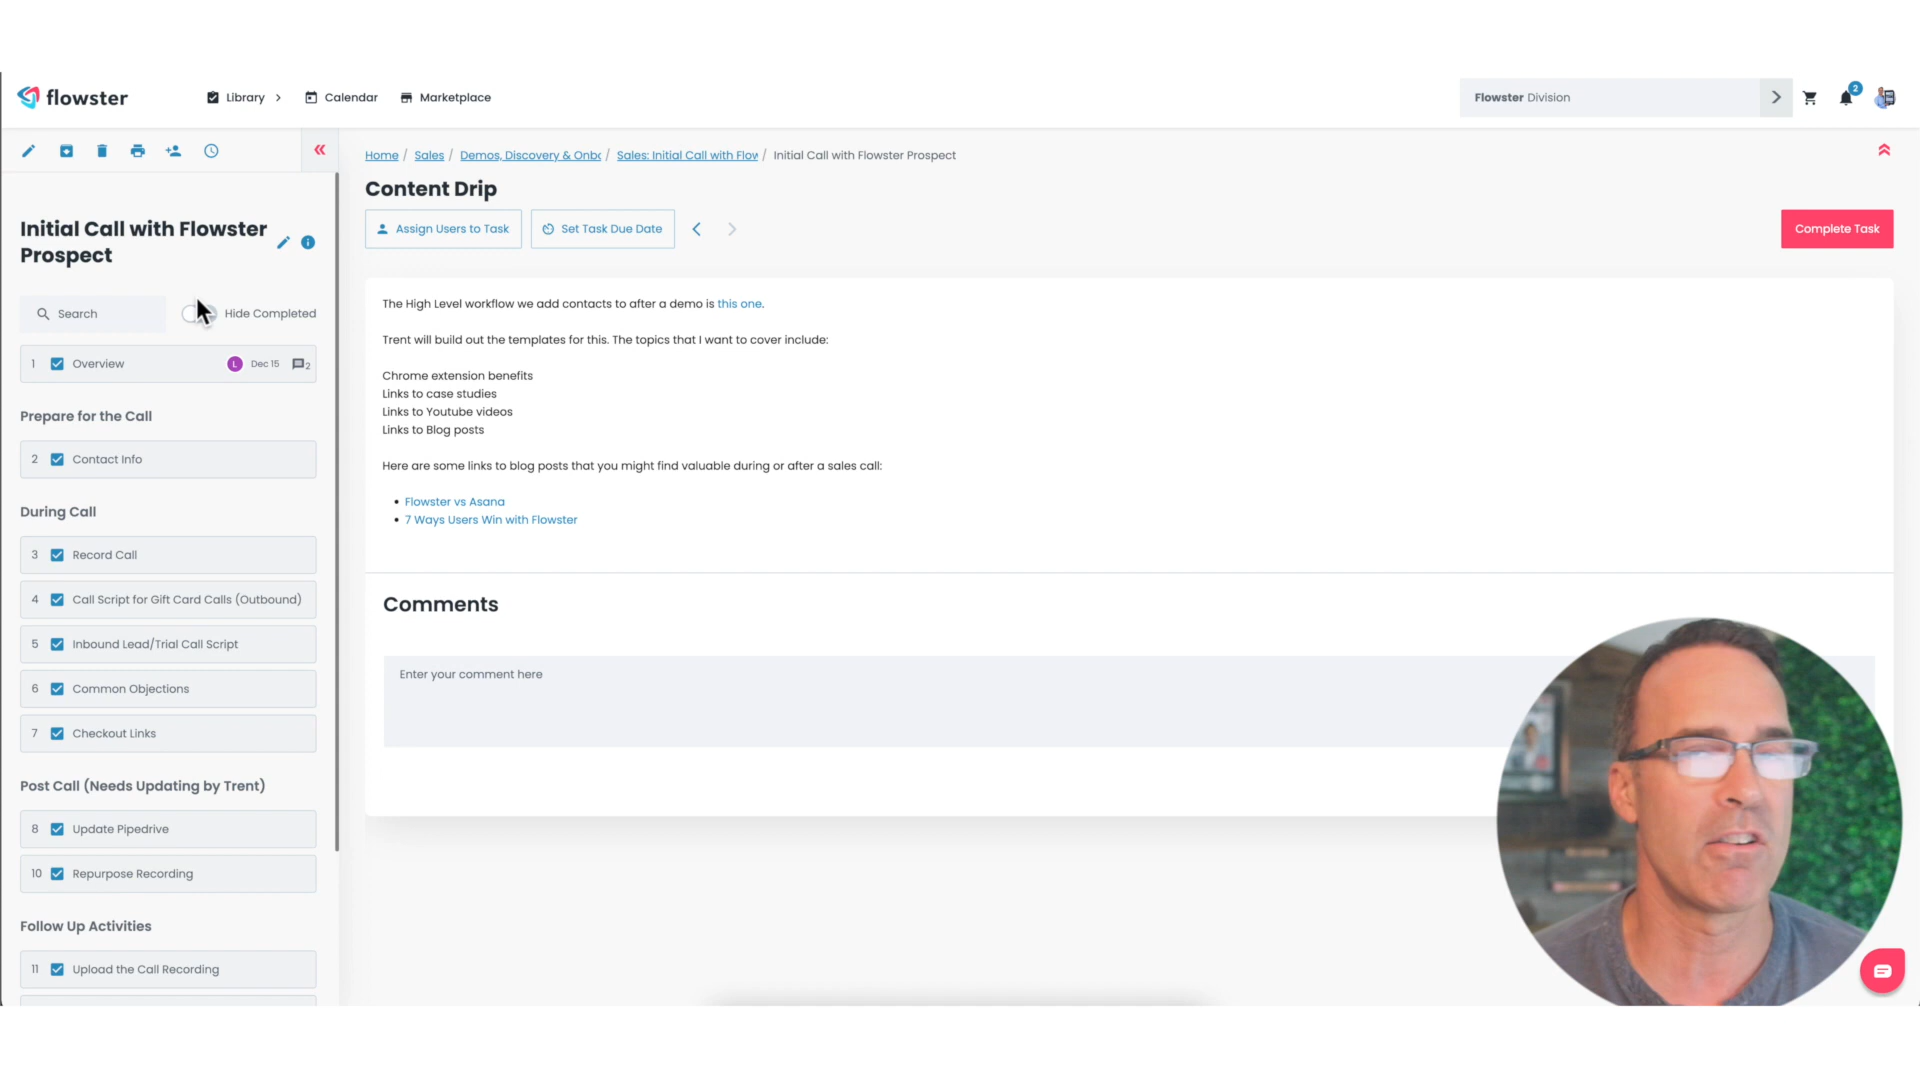 flowster
Library
Calendar
Marketplace
Flowster Division
2
Home / Sales / Demos, Discovery & Onbo / Sales: Initial Call with Flow / Initial Call with Flowster Prospect
Content Drip
Assign Users to Task
Set Task Due Date
Complete Task
Initial Call with Flowster
Prospect
Search
Hide Completed
1 Overview L Dec 15 2
Prepare for the Call
2 Contact Info
During Call
3 Record Call
4 Call Script for Gift Card Calls (Outbound)
5 Inbound Lead/Trial Call Script
6 Common Objections
7 Checkout Links
Post Call (Needs Updating by Trent)
8 Update Pipedrive
10 Repurpose Recording
Follow Up Activities
11 Upload the Call Recording
The High Level workflow we add contacts to after a demo is this one.
Trent will build out the templates for this. The topics that I want to cover include:
Chrome extension benefits
Links to case studies
Links to Youtube videos
Links to Blog posts
Here are some links to blog posts that you might find valuable during or after a sales call:
• Flowster vs Asana
• 7 Ways Users Win with Flowster
Comments
Enter your comment here